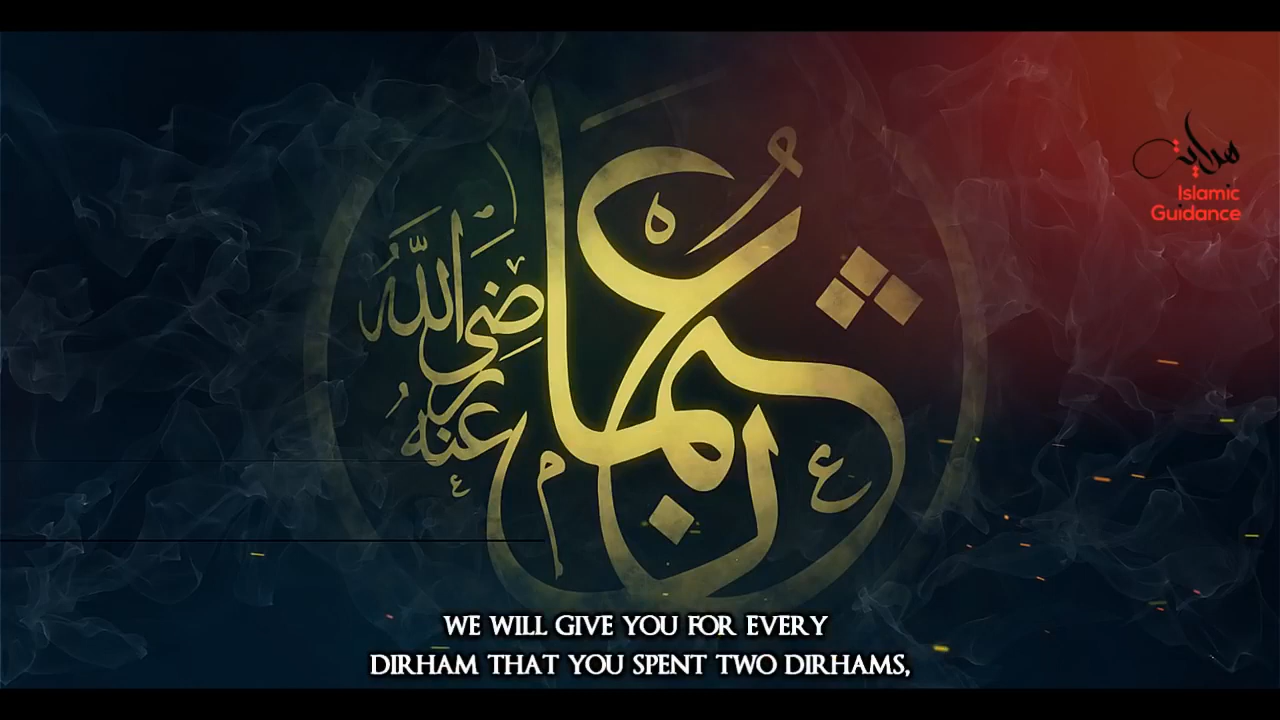 عثمان
رضي الله
عنه
هداية
Islamic
Guidance
WE WILL GIVE YOU FOR EVERY
DIRHAM THAT YOU SPENT TWO DIRHAMS,